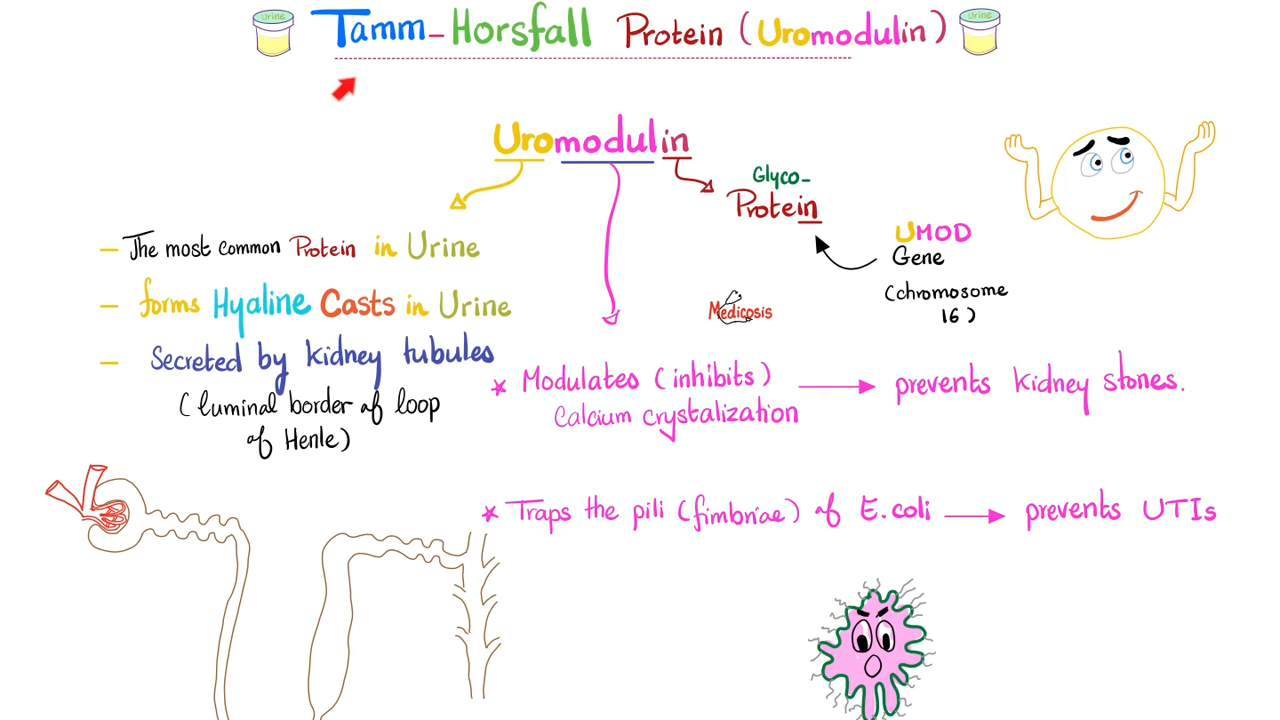 Urine
Tamm-Horsfall Protein (Uromodulin)
Urine
Uromodulin
Glyco-
Protein
UMOD
Gene
(chromosome
16)
– The most common Protein in Urine
– forms Hyaline Casts in Urine
– Secreted by kidney tubules
(luminal border of loop
of Henle)
Medicosis
* Modulates (inhibits) → prevents kidney stones.
Calcium crystalization
* Traps the pili (fimbriae) of E.coli → prevents UTIs